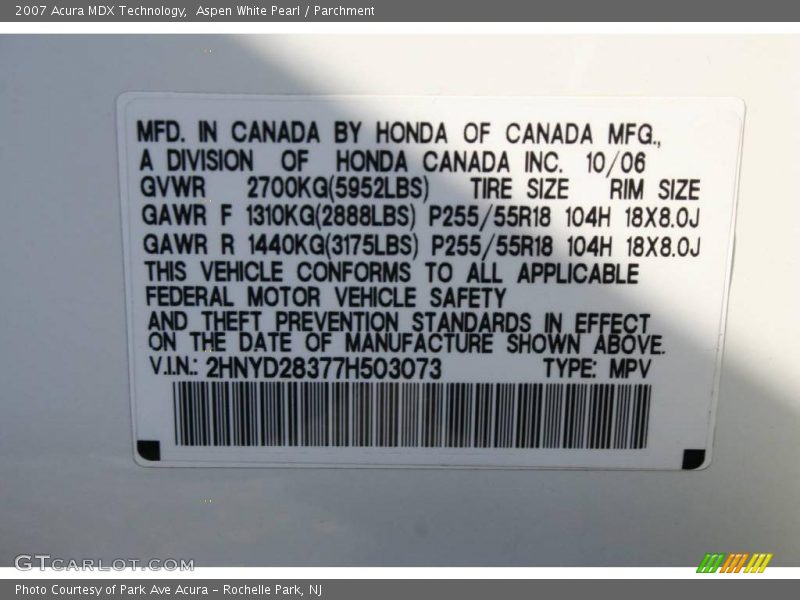 2007 Acura MDX Technology,  Aspen White Pearl / Parchment
MFD. IN CANADA BY HONDA OF CANADA MFG.,
A DIVISION OF HONDA CANADA INC. 10/06
GVWR 2700KG(5952LBS) TIRE SIZE RIM SIZE
GAWR F 1310KG(2888LBS) P255/55R18 104H 18X8.0J
GAWR R 1440KG(3175LBS) P255/55R18 104H 18X8.0J
THIS VEHICLE CONFORMS TO ALL APPLICABLE
FEDERAL MOTOR VEHICLE SAFETY
AND THEFT PREVENTION STANDARDS IN EFFECT
ON THE DATE OF MANUFACTURE SHOWN ABOVE.
V.I.N.: 2HNYD28377H503073 TYPE: MPV
GTCARLOT.COM
Photo Courtesy of Park Ave Acura - Rochelle Park, NJ